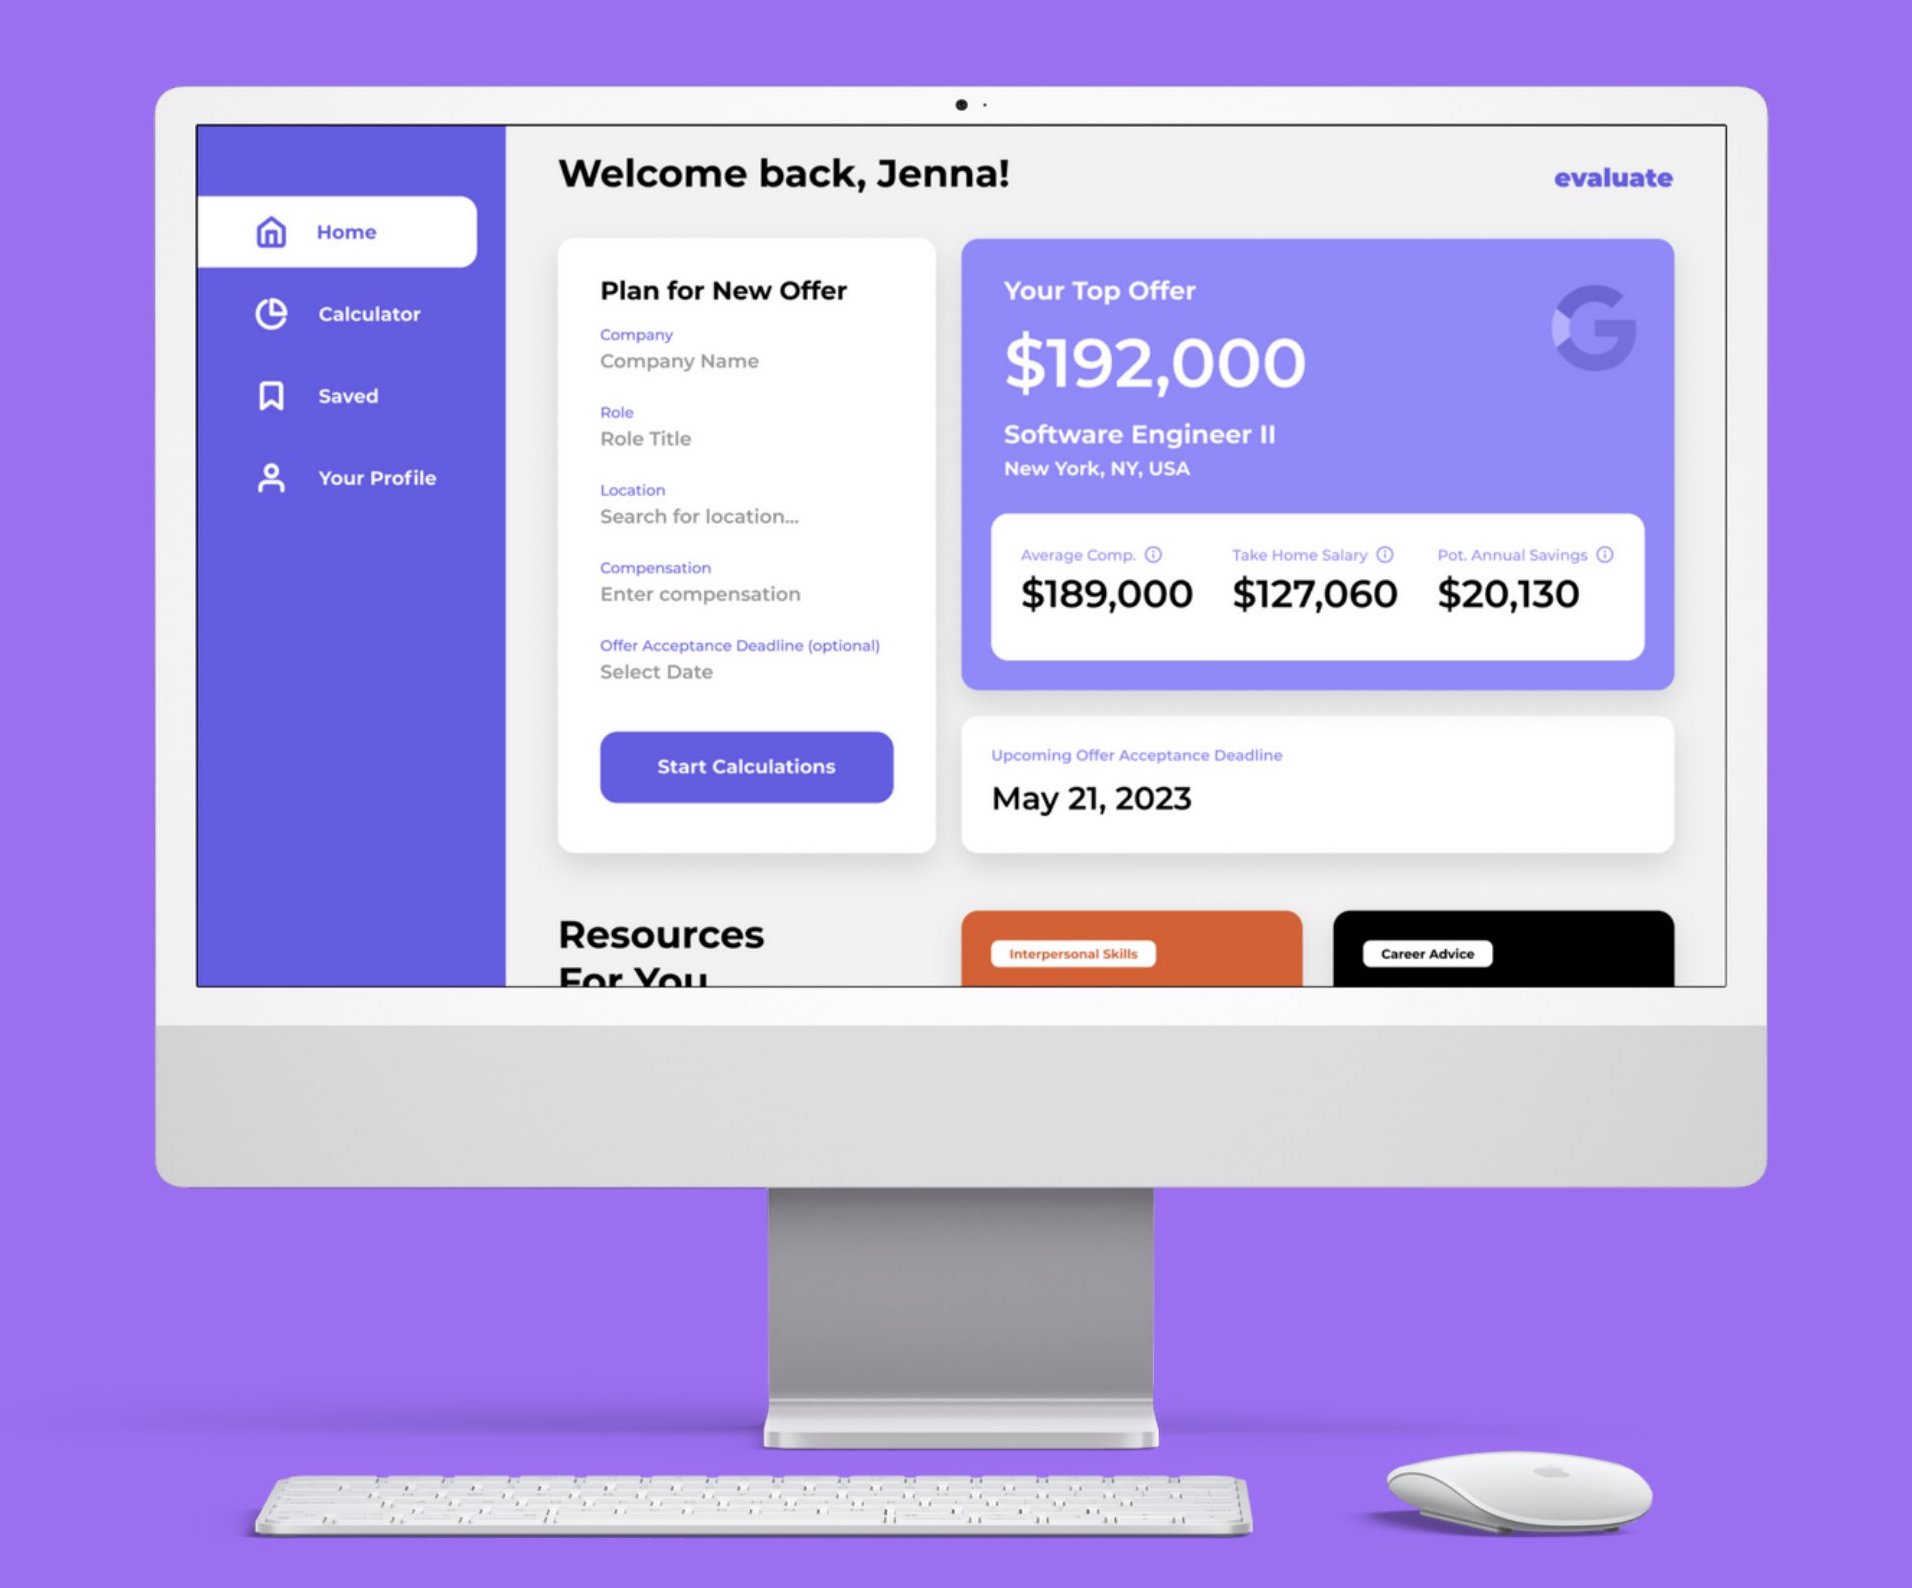 Welcome back, Jenna!
evaluate
Home
Calculator
Saved
Your Profile
Plan for New Offer
Company
Company Name
Role
Role Title
Location
Search for location...
Compensation
Enter compensation
Offer Acceptance Deadline (optional)
Select Date
Start Calculations
Your Top Offer
$192,000
G
Software Engineer II
New York, NY, USA
Average Comp.
$189,000
Take Home Salary
$127,060
Pot. Annual Savings
$20,130
Upcoming Offer Acceptance Deadline
May 21, 2023
Resources
For You
Interpersonal Skills
Career Advice